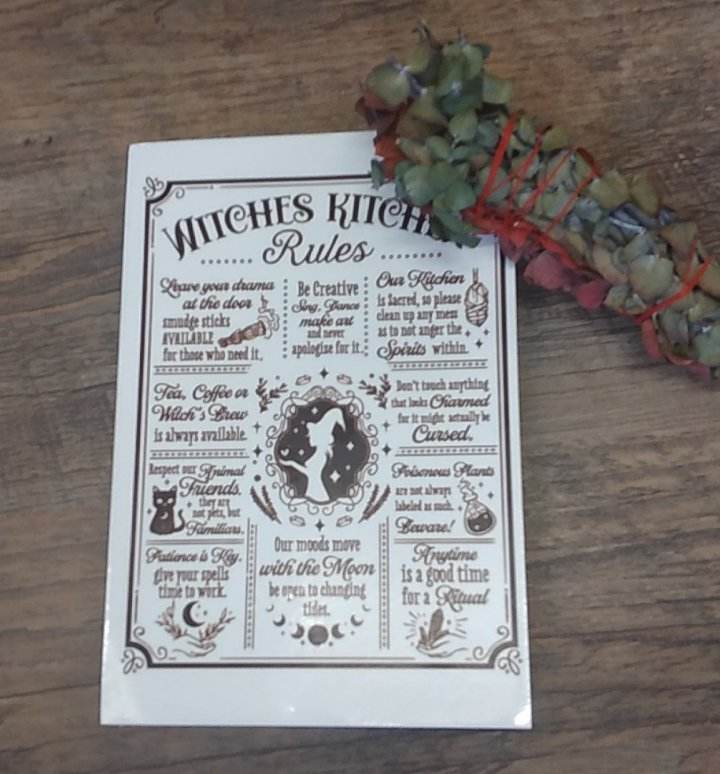 WITCHES KITCHE
Rules
Leave your drama
at the door
smudge sticks
AVAILABLE
for those who need it.
Be Creative
Sing, Dance
make art
and never
apologize for it.
Our Kitchen
is Sacred, so please
clean up any mess
as to not anger the
Spirits within.
Tea, Coffee or
Witch's Brew
is always available.
Don't touch anything
that looks Charmed
for it might actually be
Cursed.
Respect our Animal
Friends,
they are
not pets, but
Familiars.
Poisonous Plants
are not always
labeled as such.
Beware!
Patience is Key,
give your spells
time to work.
Our moods move
with the Moon
be open to changing
tides.
Anytime
is a good time
for a Ritual